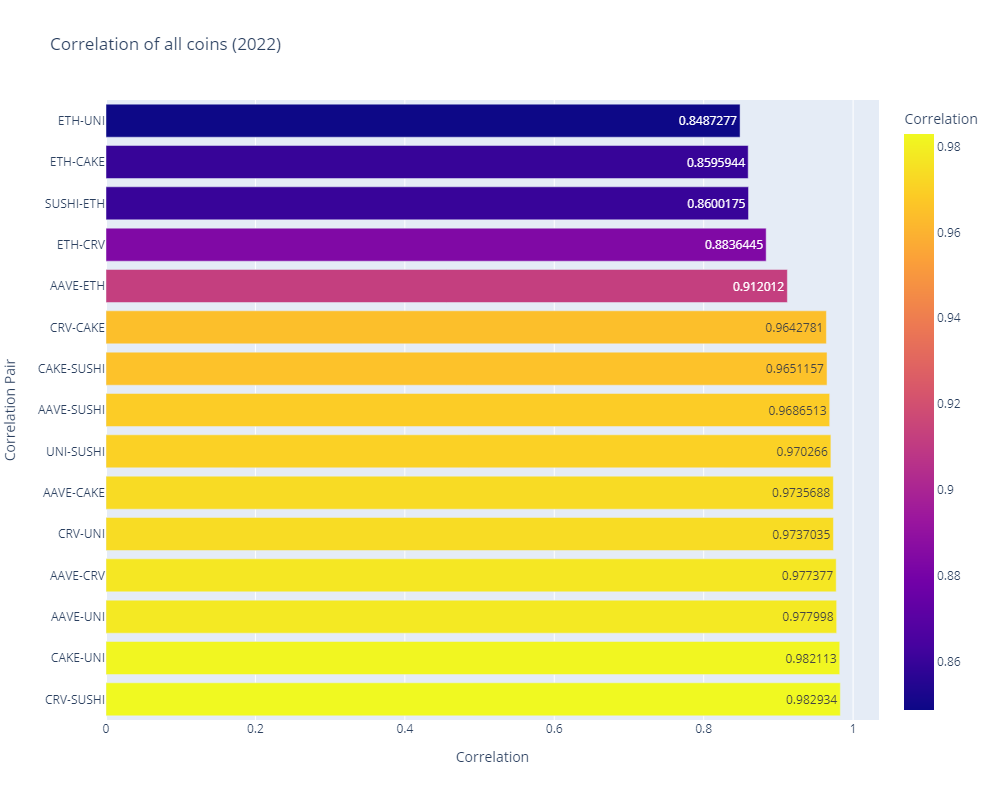 Correlation of all coins (2022)
Correlation
ETH-UNI 0.8487277
ETH-CAKE 0.8595944
SUSHI-ETH 0.8600175
ETH-CRV 0.8836445
AAVE-ETH 0.912012
CRV-CAKE 0.9642781
CAKE-SUSHI 0.9651157
AAVE-SUSHI 0.9686513
UNI-SUSHI 0.970266
AAVE-CAKE 0.9735688
CRV-UNI 0.9737035
AAVE-CRV 0.977377
AAVE-UNI 0.977998
CAKE-UNI 0.982113
CRV-SUSHI 0.982934
0 0.2 0.4 0.6 0.8 1
Correlation
Correlation Pair
0.98
0.96
0.94
0.92
0.9
0.88
0.86